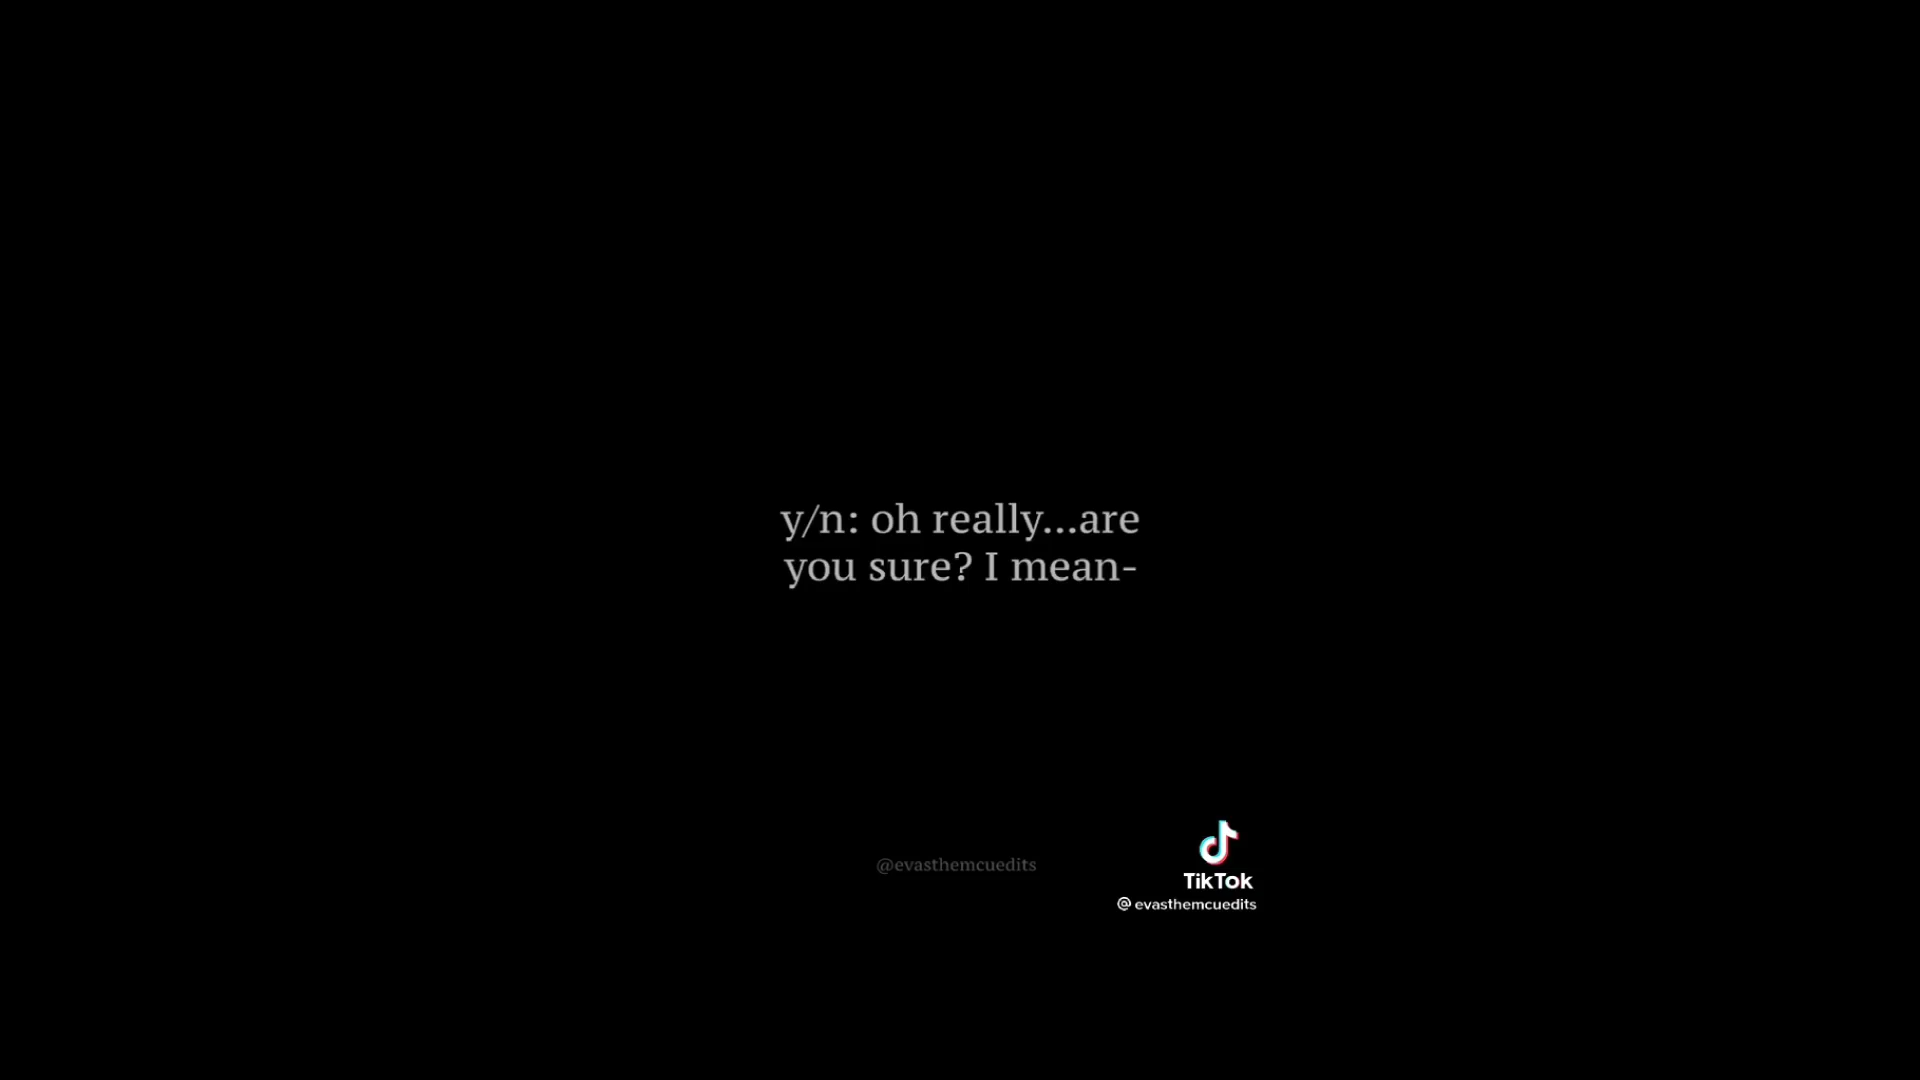 y/n: oh really...are
you sure? I mean-
@evasthemcuedits
TikTok
@ evasthemcuedits